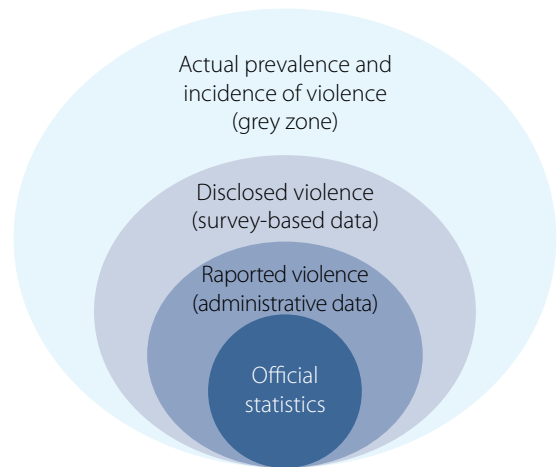 Actual prevalence and
incidence of violence
(grey zone)
Disclosed violence
(survey-based data)
Raported violence
(administrative data)
Official
statistics